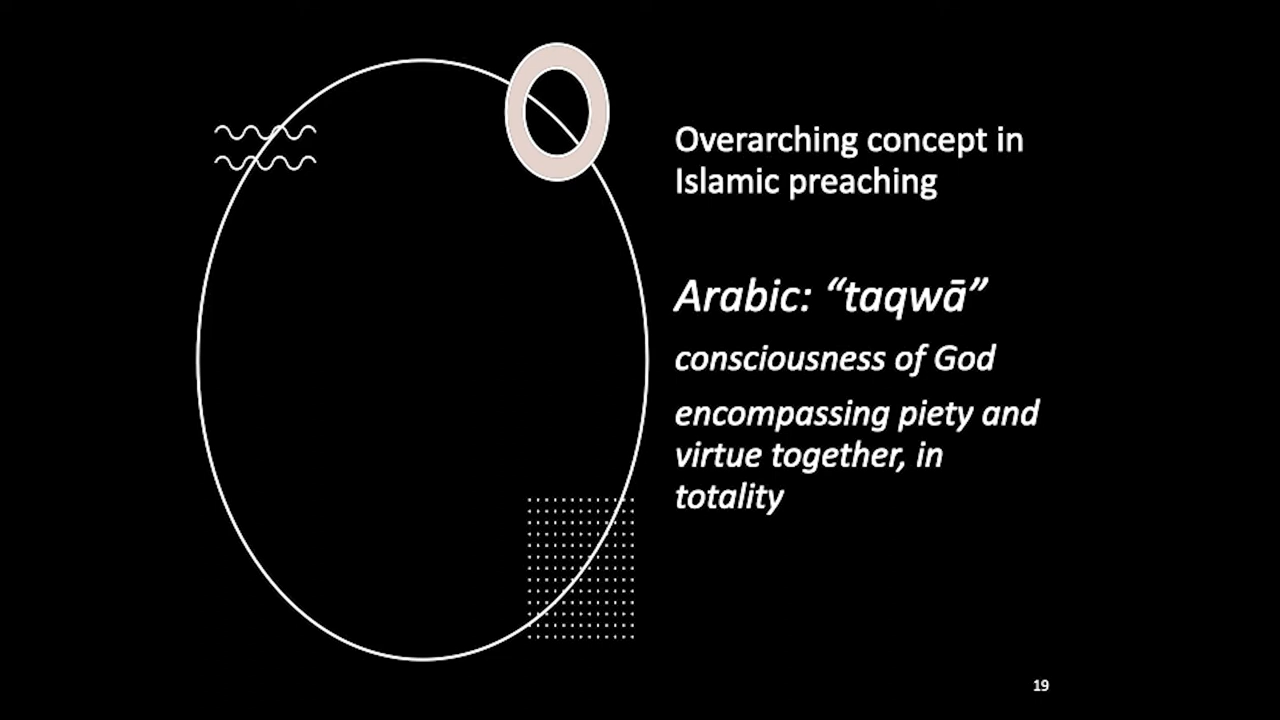 Overarching concept in
Islamic preaching
Arabic: “taqwā”
consciousness of God
encompassing piety and
virtue together, in
totality
19